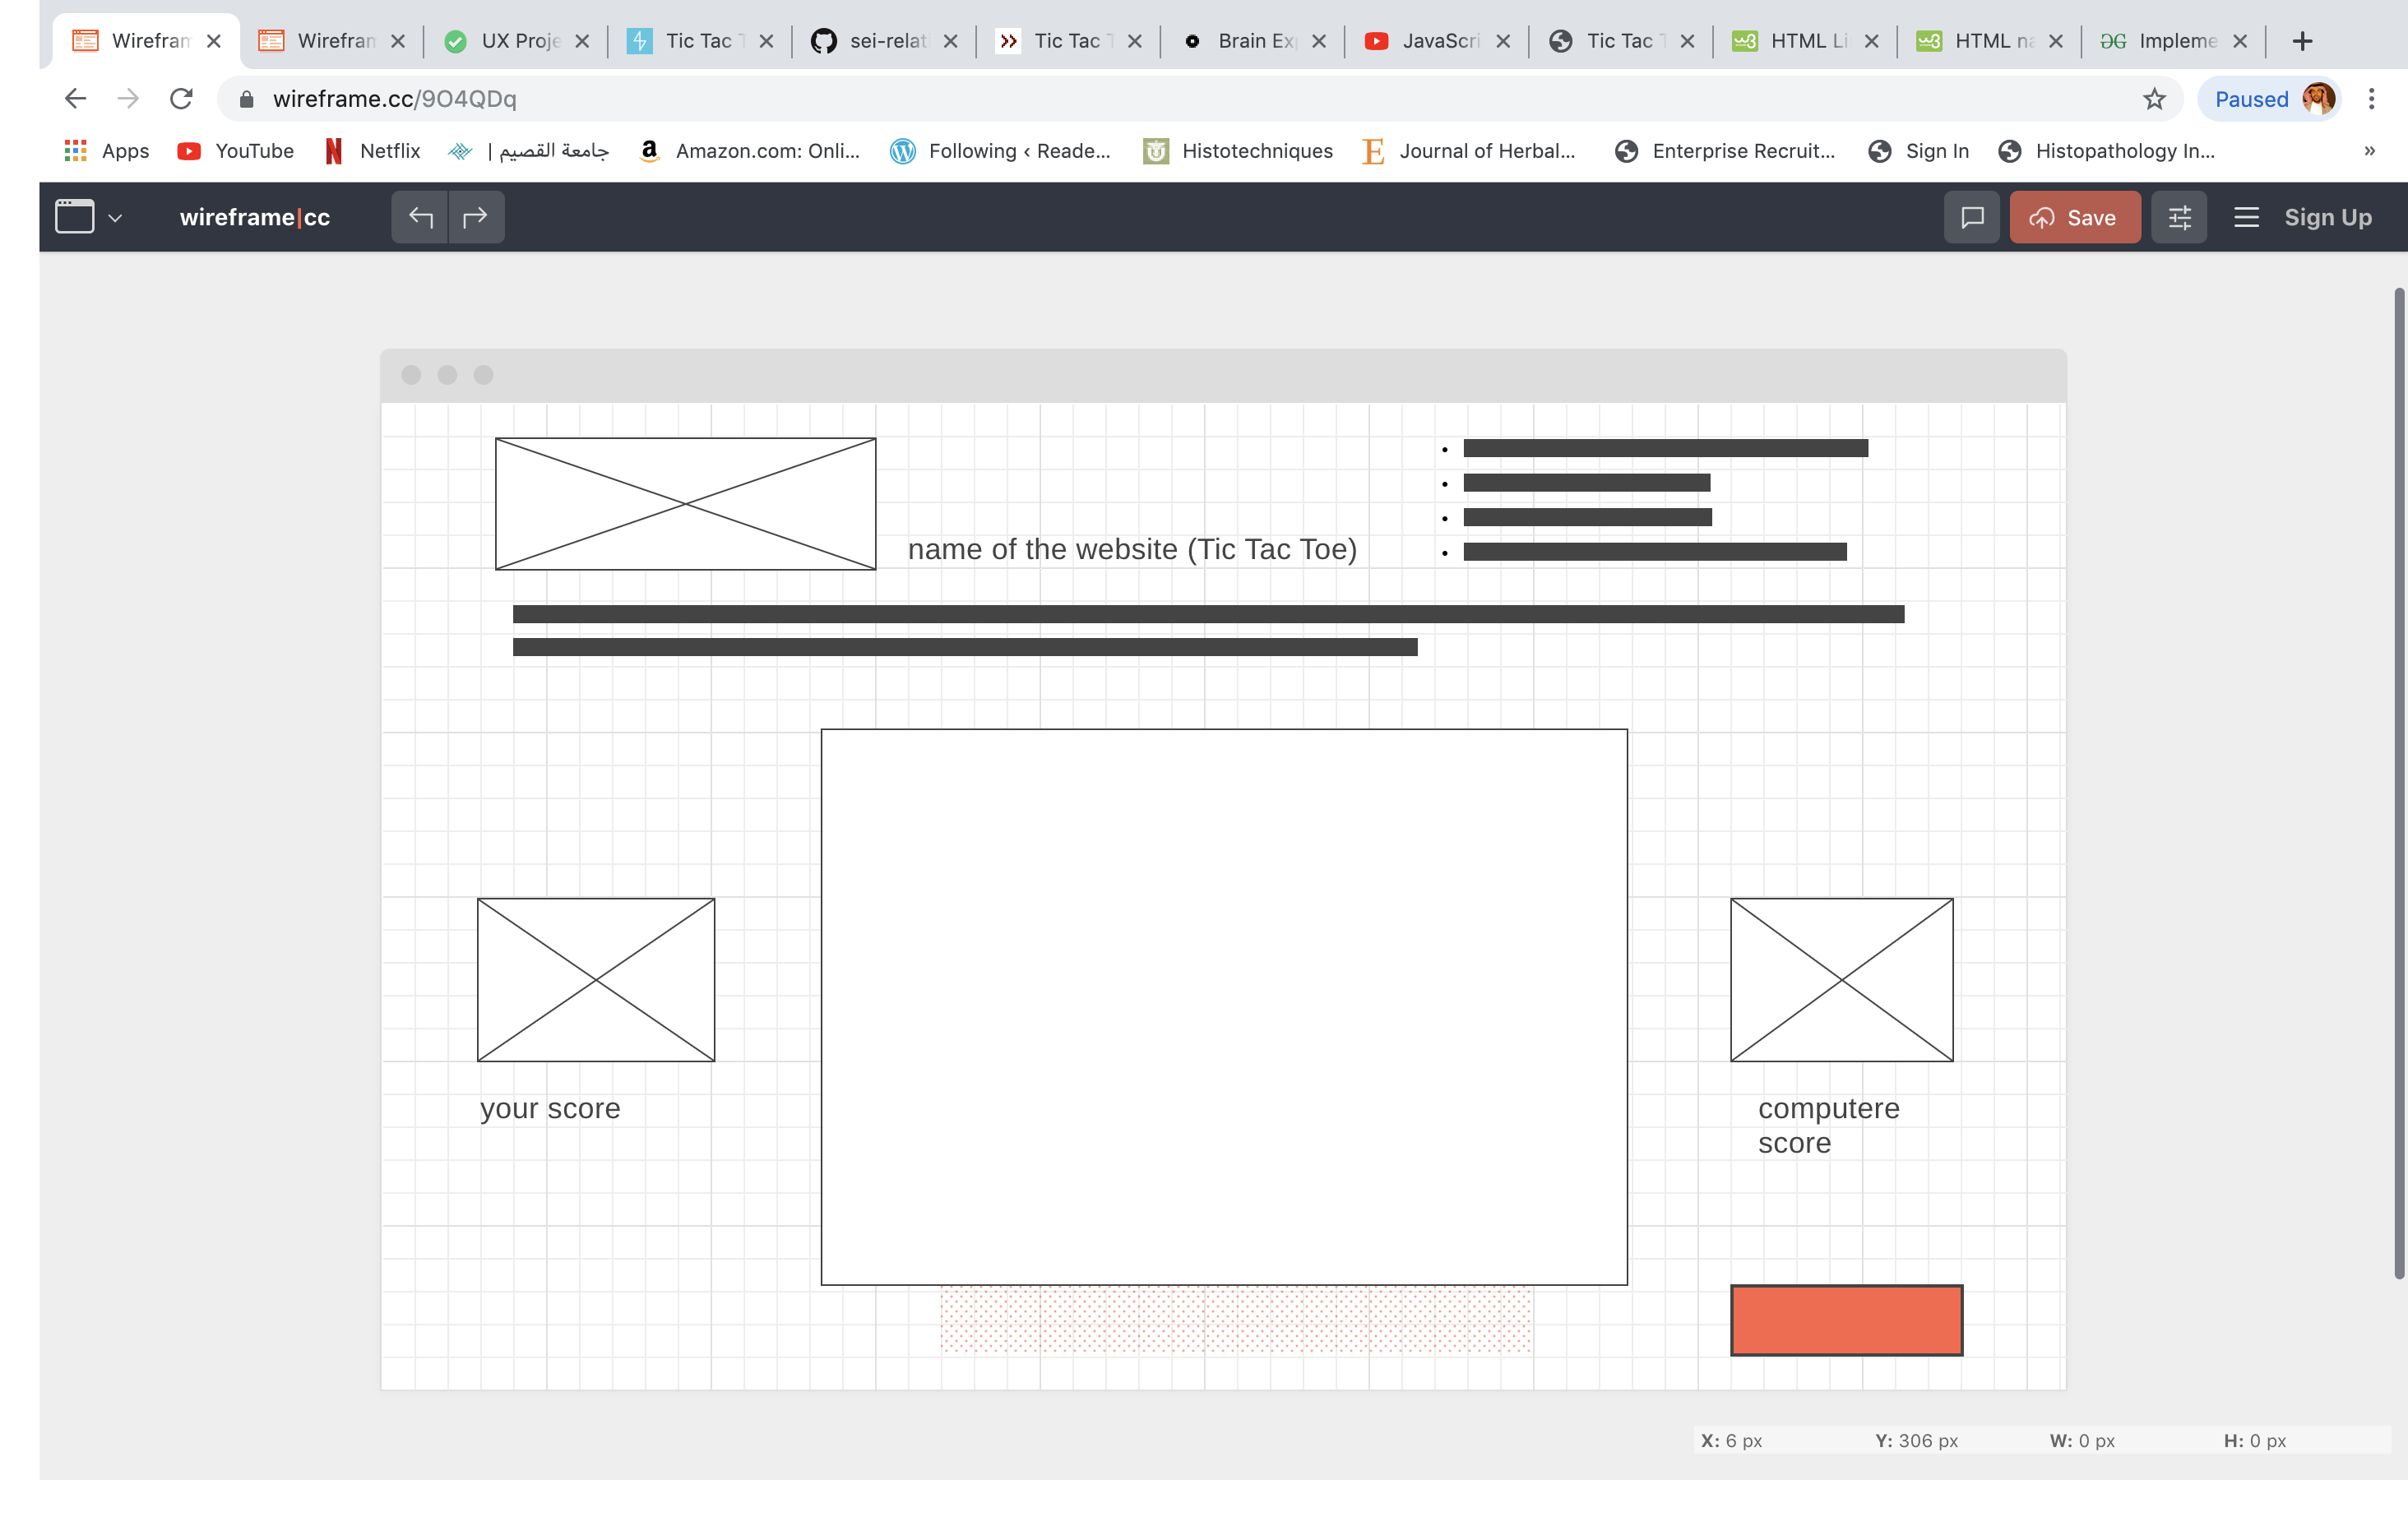 Wirefram
Wirefram
UX Proje
Tic Tac T
sei-relat
Tic Tac T
Brain Ex
JavaScri
Tic Tac T
HTML Li
HTML na
Impleme
wireframe.cc/9O4QDq
Paused
Apps
YouTube
Netflix
| جامعة القصيم
Amazon.com: Onli...
Following ‹ Reade...
Histotechniques
Journal of Herbal...
Enterprise Recruit...
Sign In
Histopathology In...
»
wireframe|cc
Save
Sign Up
name of the website (Tic Tac Toe)
your score
computere
score
X: 6 px Y: 306 px W: 0 px H: 0 px